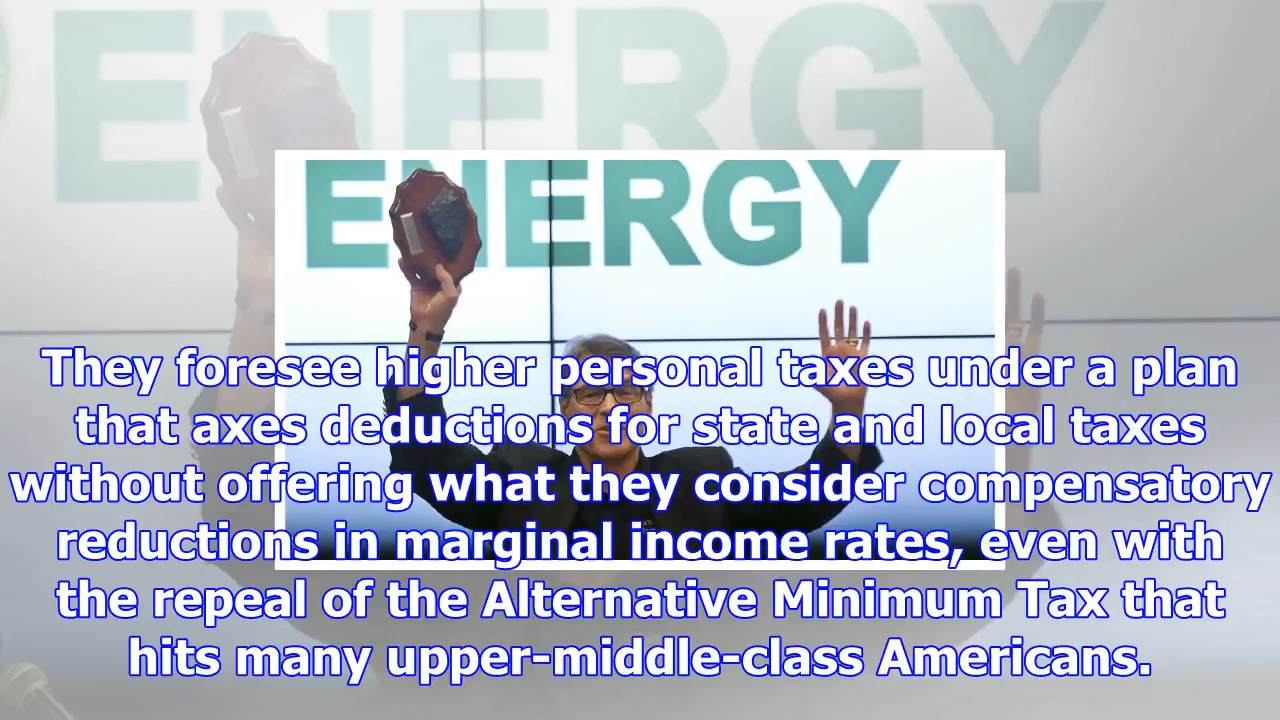 ENERGY
ENERGY
They foresee higher personal taxes under a plan
that axes deductions for state and local taxes
without offering what they consider compensatory
reductions in marginal income rates, even with
the repeal of the Alternative Minimum Tax that
hits many upper-middle-class Americans.